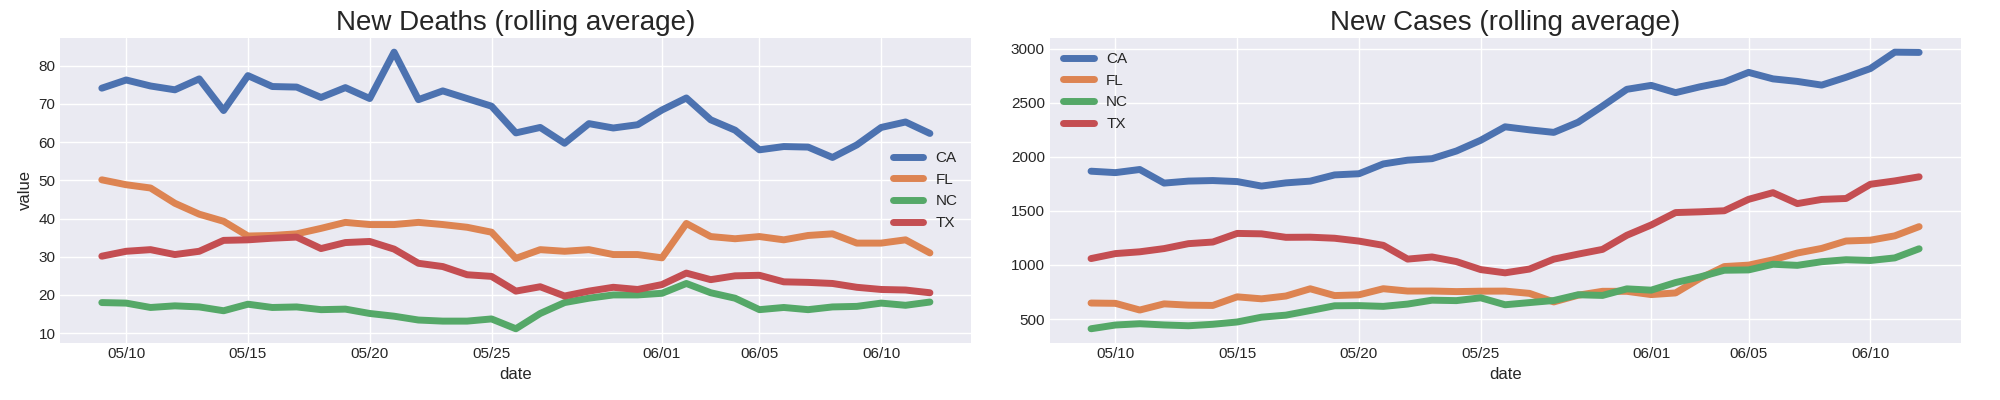 New Deaths (rolling average)
value
80
70
60
50
40
30
20
10
CA
FL
NC
TX
05/10 05/15 05/20 05/25 06/01 06/05 06/10
date
New Cases (rolling average)
3000
2500
2000
1500
1000
500
CA
FL
NC
TX
05/10 05/15 05/20 05/25 06/01 06/05 06/10
date